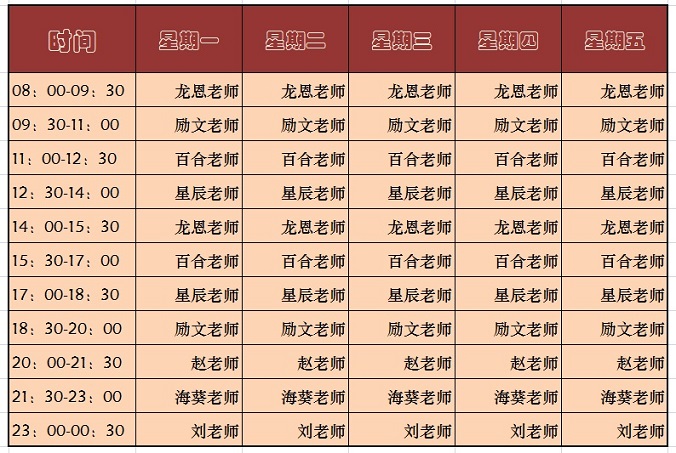 时间 星期一 星期二 星期三 星期四 星期五
08：00-09：30 龙恩老师 龙恩老师 龙恩老师 龙恩老师 龙恩老师
09：30-11：00 励文老师 励文老师 励文老师 励文老师 励文老师
11：00-12：30 百合老师 百合老师 百合老师 百合老师 百合老师
12：30-14：00 星辰老师 星辰老师 星辰老师 星辰老师 星辰老师
14：00-15：30 龙恩老师 龙恩老师 龙恩老师 龙恩老师 龙恩老师
15：30-17：00 百合老师 百合老师 百合老师 百合老师 百合老师
17：00-18：30 星辰老师 星辰老师 星辰老师 星辰老师 星辰老师
18：30-20：00 励文老师 励文老师 励文老师 励文老师 励文老师
20：00-21：30 赵老师 赵老师 赵老师 赵老师 赵老师
21：30-23：00 海葵老师 海葵老师 海葵老师 海葵老师 海葵老师
23：00-00：30 刘老师 刘老师 刘老师 刘老师 刘老师